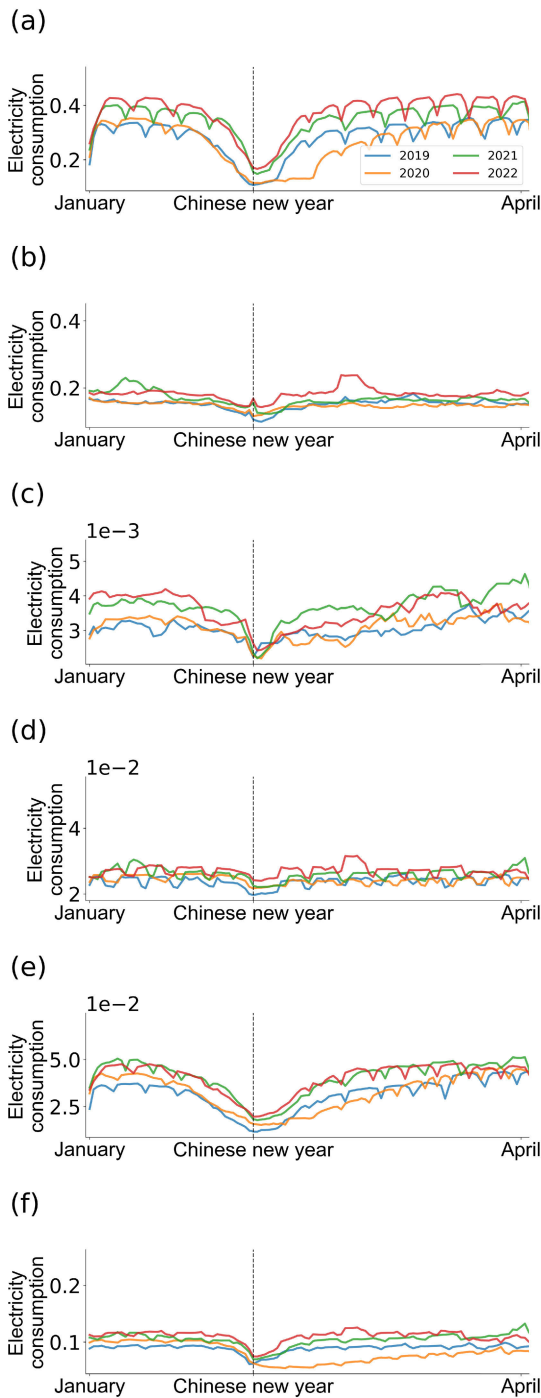 (a)
Electricity
consumption
0.4
0.2
2019
2020
2021
2022
January
Chinese new year
April
(b)
Electricity
consumption
0.4
0.2
January
Chinese new year
April
(c)
1e−3
Electricity
consumption
5
4
3
January
Chinese new year
April
(d)
1e−2
Electricity
consumption
4
2
January
Chinese new year
April
(e)
1e−2
Electricity
consumption
5.0
2.5
January
Chinese new year
April
(f)
Electricity
consumption
0.2
0.1
January
Chinese new year
April